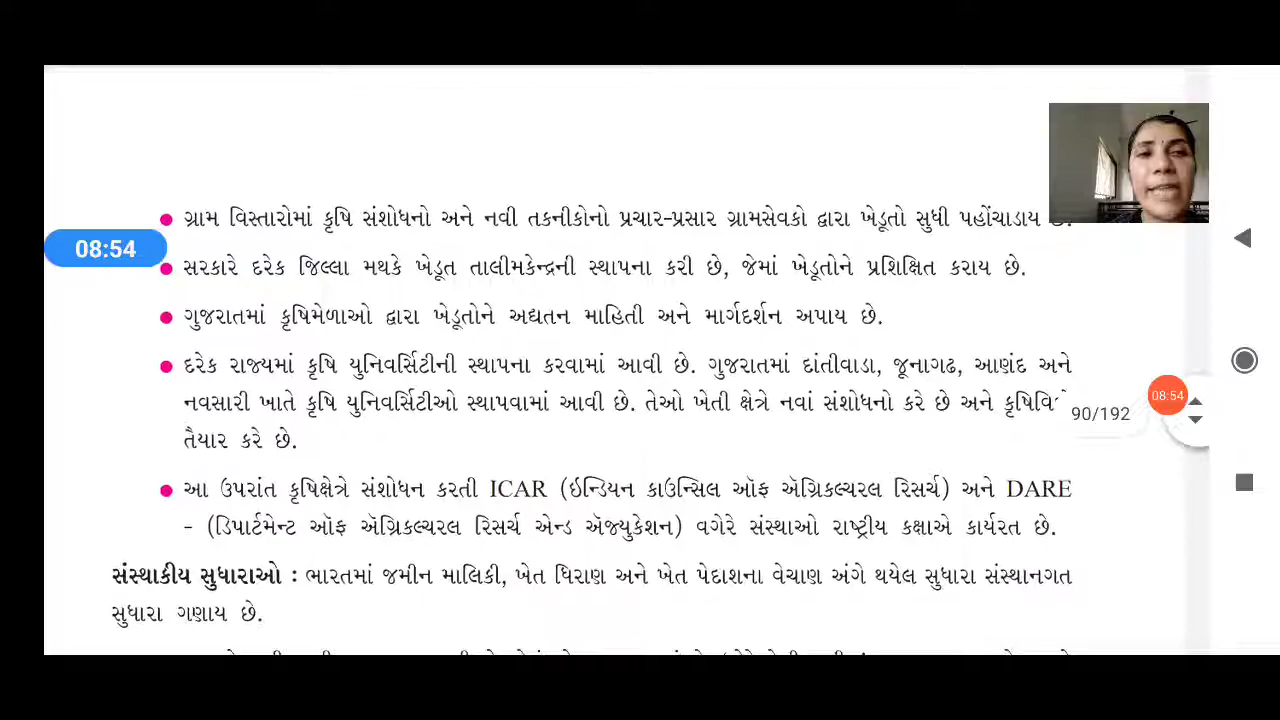 ગ્રામ વિસ્તારોમાં કૃષિ સંશોધનો અને નવી તકનીકોનો પ્રચાર-પ્રસાર ગ્રામસેવકો દ્વારા ખેડૂતો સુધી પહોંચાડાય છે.
08:54
સરકારે દરેક જિલ્લા મથકે ખેડૂત તાલીમકેન્દ્રની સ્થાપના કરી છે, જેમાં ખેડૂતોને પ્રશિક્ષિત કરાય છે.
ગુજરાતમાં કૃષિમેળાઓ દ્વારા ખેડૂતોને અદ્યતન માહિતી અને માર્ગદર્શન અપાય છે.
દરેક રાજ્યમાં કૃષિ યુનિવર્સિટીની સ્થાપના કરવામાં આવી છે. ગુજરાતમાં દાંતીવાડા, જૂનાગઢ, આણંદ અને
નવસારી ખાતે કૃષિ યુનિવર્સિટીઓ સ્થાપવામાં આવી છે. તેઓ ખેતી ક્ષેત્રે નવાં સંશોધનો કરે છે અને
08:54
90/192
તૈયાર કરે છે.
આ ઉપરાંત કૃષિક્ષેત્રે સંશોધન કરતી ICAR (ઇન્ડિયન કાઉન્સિલ ઑફ ઍગ્રિકલ્ચરલ રિસર્ચ) અને DARE
- (ડિપાર્ટમેન્ટ ઑફ ઍગ્રિકલ્ચરલ રિસર્ચ એન્ડ ઍજ્યુકેશન) વગેરે સંસ્થાઓ રાષ્ટ્રીય કક્ષાએ કાર્યરત છે.
સંસ્થાકીય સુધારાઓ : ભારતમાં જમીન માલિકી, ખેત ધિરાણ અને ખેત પેદાશના વેચાણ અંગે થયેલ સુધારા સંસ્થાનગત
સુધારા ગણાય છે.